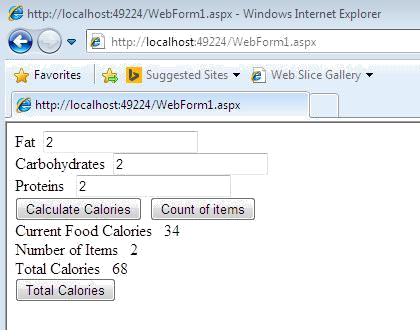 http://localhost:49224/WebForm1.aspx - Windows Internet Explorer
http://localhost:49224/WebForm1.aspx
Favorites Suggested Sites Web Slice Gallery
http://localhost:49224/WebForm1.aspx
Fat 2
Carbohydrates 2
Proteins 2
Calculate Calories Count of items
Current Food Calories 34
Number of Items 2
Total Calories 68
Total Calories